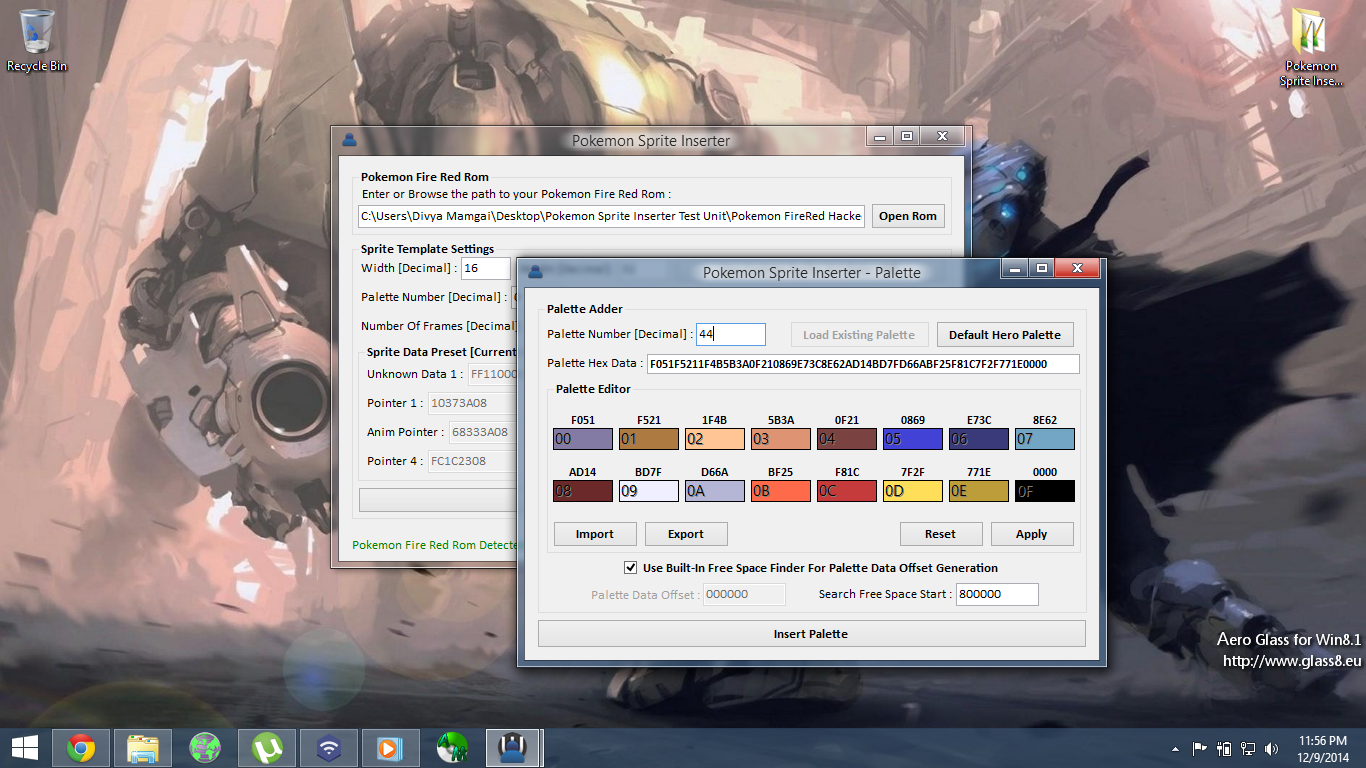 Recycle Bin
Pokemon
Sprite Inse...
Pokemon Sprite Inserter
Pokemon Fire Red Rom
Enter or Browse the path to your Pokemon Fire Red Rom :
C:\Users\Divya Mamgai\Desktop\Pokemon Sprite Inserter Test Unit\Pokemon FireRed Hacke
Open Rom
Sprite Template Settings
Width [Decimal] : 16
Palette Number [Decimal] :
Number Of Frames [Decimal]
Sprite Data Preset [Current
Unknown Data 1 : FF11000
Pointer 1 : 10373A08
Anim Pointer : 68333A08
Pointer 4 : FC1C2308
Pokemon Fire Red Rom Detecte
Pokemon Sprite Inserter - Palette
Palette Adder
Palette Number [Decimal] : 44 Load Existing Palette Default Hero Palette
Palette Hex Data : F051F5211F4B5B3A0F210869E73C8E62AD14BD7FD66ABF25F81C7F2F771E0000
Palette Editor
F051 F521 1F4B 5B3A 0F21 0869 E73C 8E62
00 01 02 03 04 05 06 07
AD14 BD7F D66A BF25 F81C 7F2F 771E 0000
08 09 0A 0B 0C 0D 0E 0F
Import Export Reset Apply
Use Built-In Free Space Finder For Palette Data Offset Generation
Palette Data Offset : 000000 Search Free Space Start : 800000
Insert Palette
Aero Glass for Win8.1
http://www.glass8.eu
11:56 PM
12/9/2014